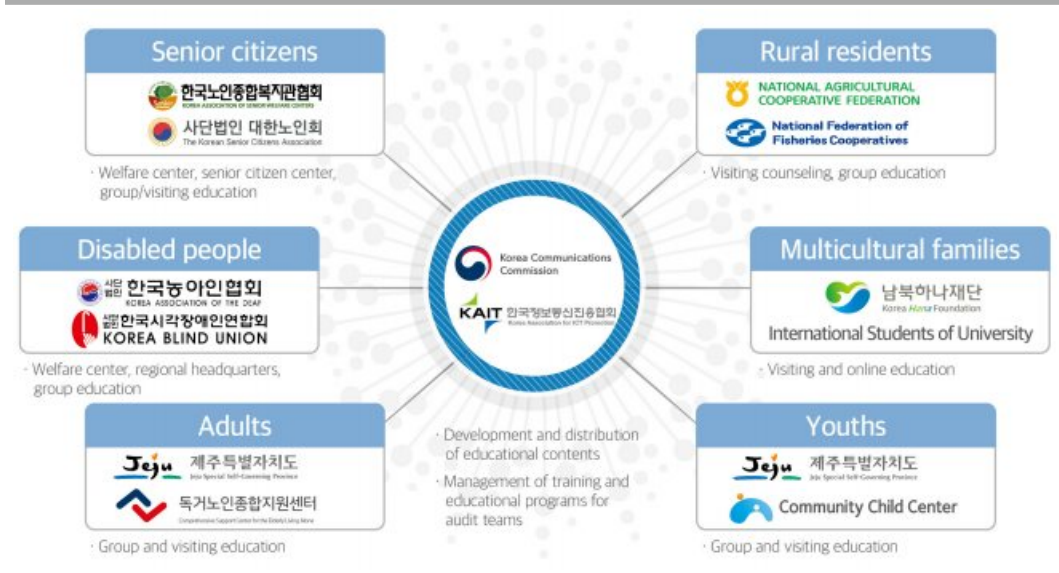 Senior citizens
한국노인종합복지관협회
KOREA ASSOCIATION OF SENIOR WELFARE CENTERS
사단법인 대한노인회
The Korean Senior Citizens Association
· Welfare center, senior citizen center,
group/visiting education
Rural residents
NATIONAL AGRICULTURAL
COOPERATIVE FEDERATION
National Federation of
Fisheries Cooperatives
· Visiting counseling, group education
Disabled people
사단법인 한국농아인협회
KOREA ASSOCIATION OF THE DEAF
사단법인 한국시각장애인연합회
KOREA BLIND UNION
· Welfare center, regional headquarters,
group education
Korea Communications
Commission
KAIT 한국정보통신진흥협회
Korea Association for ICT Promotion
Multicultural families
남북하나재단
Korea Hana Foundation
International Students of University
· Visiting and online education
Adults
Jeju 제주특별자치도
Jeju Special Self-Governing Province
독거노인종합지원센터
Comprehensive Support Center for the Elderly Living Alone
· Group and visiting education
· Development and distribution
of educational contents
· Management of training and
educational programs for
audit teams
Youths
Jeju 제주특별자치도
Jeju Special Self-Governing Province
Community Child Center
· Group and visiting education